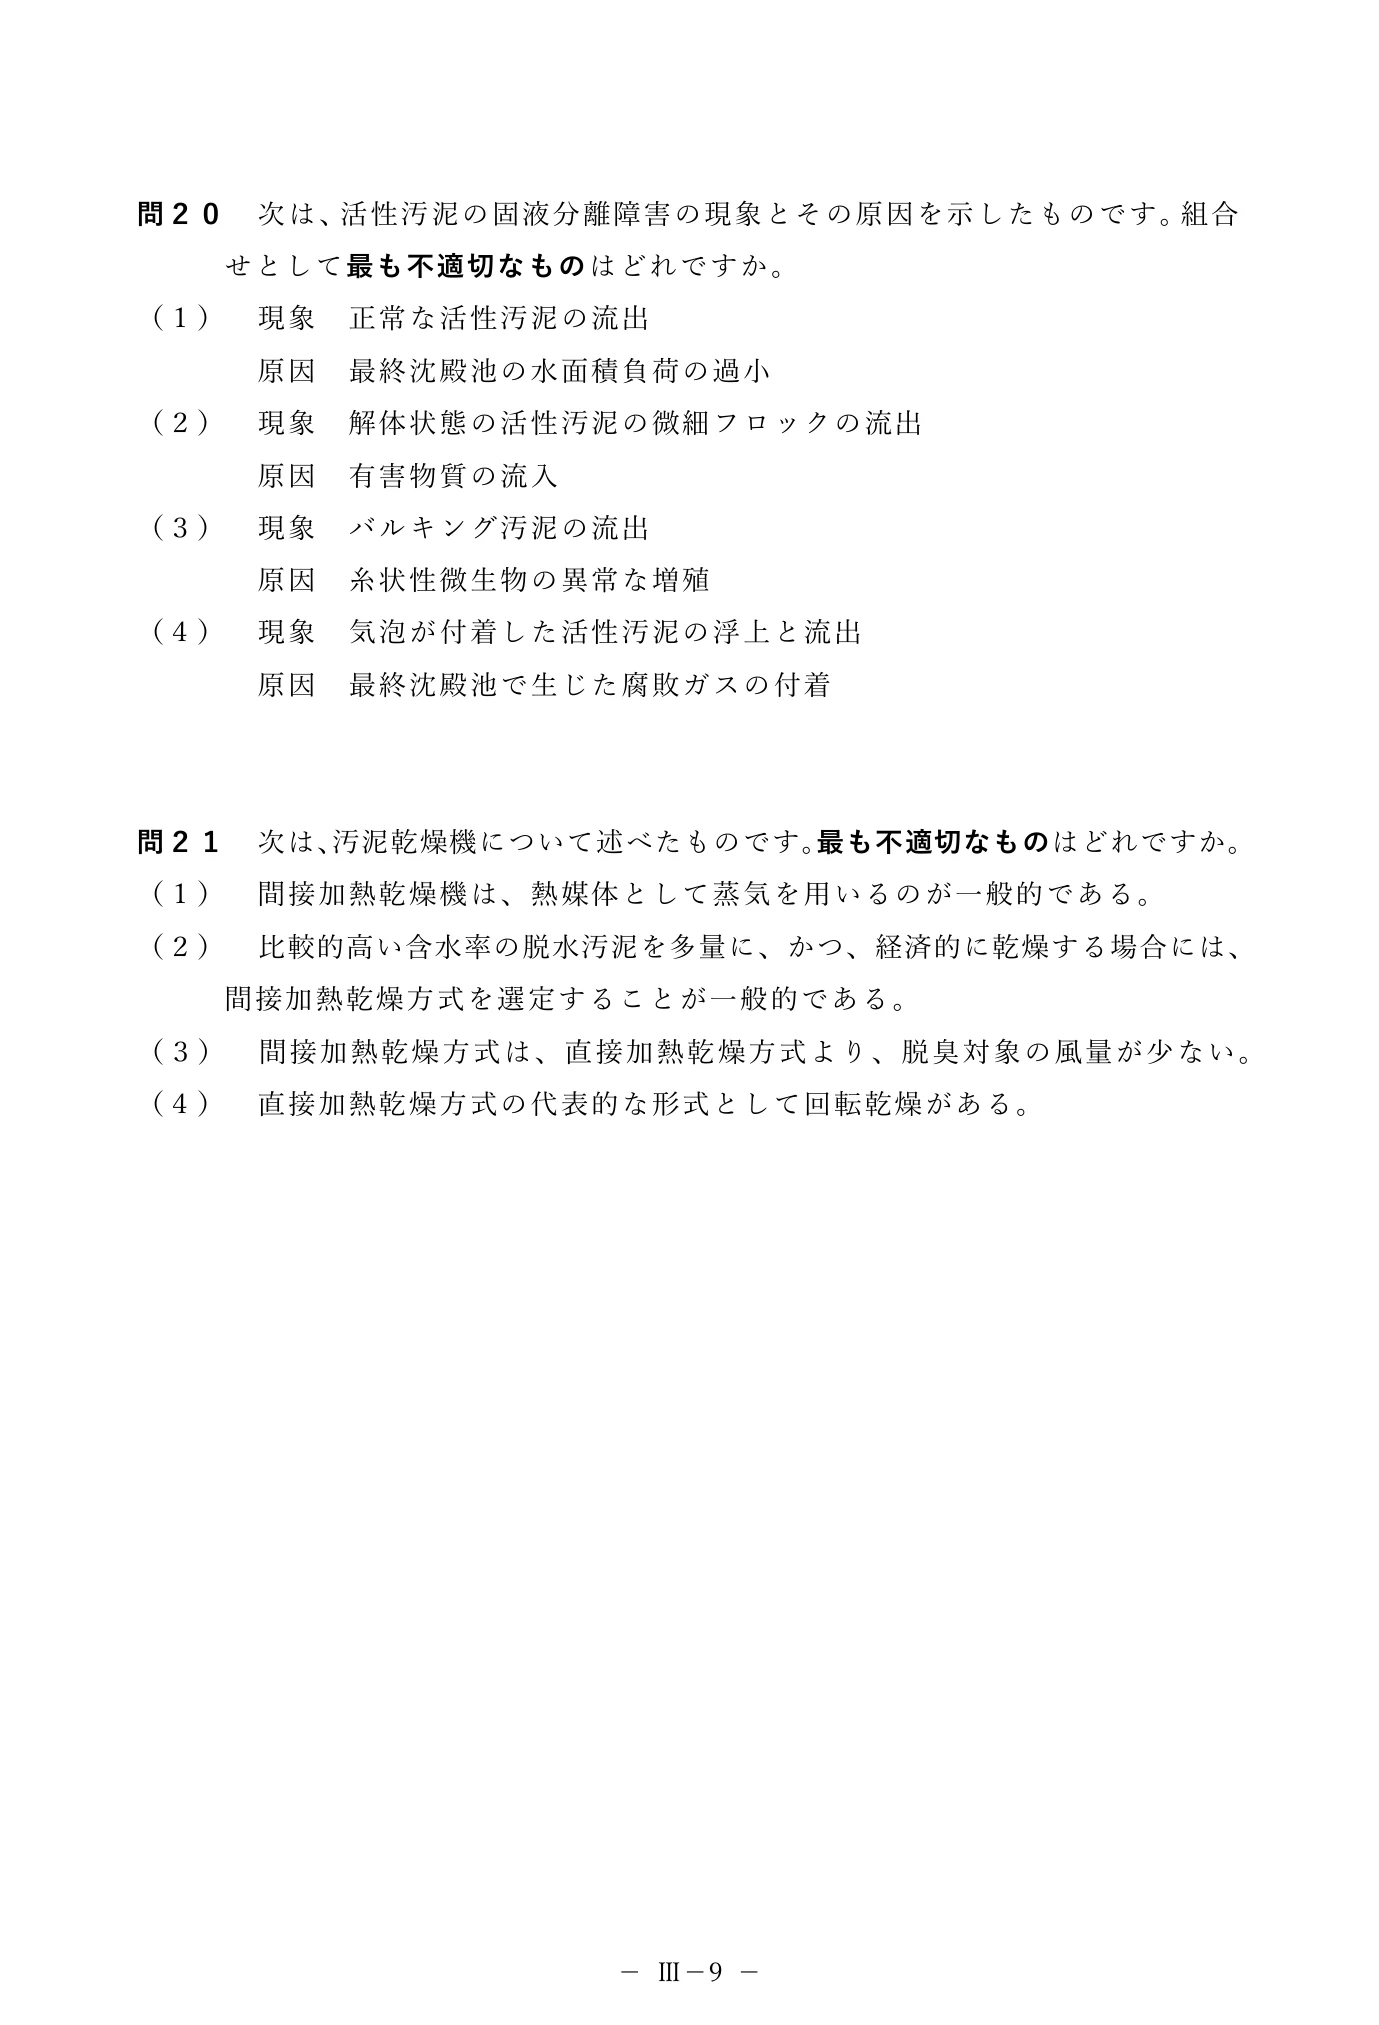 問２０　次は、活性汚泥の固液分離障害の現象とその原因を示したものです。組合
せとして最も不適切なものはどれですか。
（１）　現象　正常な活性汚泥の流出
原因　最終沈殿池の水面積負荷の過小
（２）　現象　解体状態の活性汚泥の微細フロックの流出
原因　有害物質の流入
（３）　現象　バルキング汚泥の流出
原因　糸状性微生物の異常な増殖
（４）　現象　気泡が付着した活性汚泥の浮上と流出
原因　最終沈殿池で生じた腐敗ガスの付着
問２１　次は、汚泥乾燥機について述べたものです。最も不適切なものはどれですか。
（１）　間接加熱乾燥機は、熱媒体として蒸気を用いるのが一般的である。
（２）　比較的高い含水率の脱水汚泥を多量に、かつ、経済的に乾燥する場合には、
間接加熱乾燥方式を選定することが一般的である。
（３）　間接加熱乾燥方式は、直接加熱乾燥方式より、脱臭対象の風量が少ない。
（４）　直接加熱乾燥方式の代表的な形式として回転乾燥がある。
－ Ⅲ－9 －